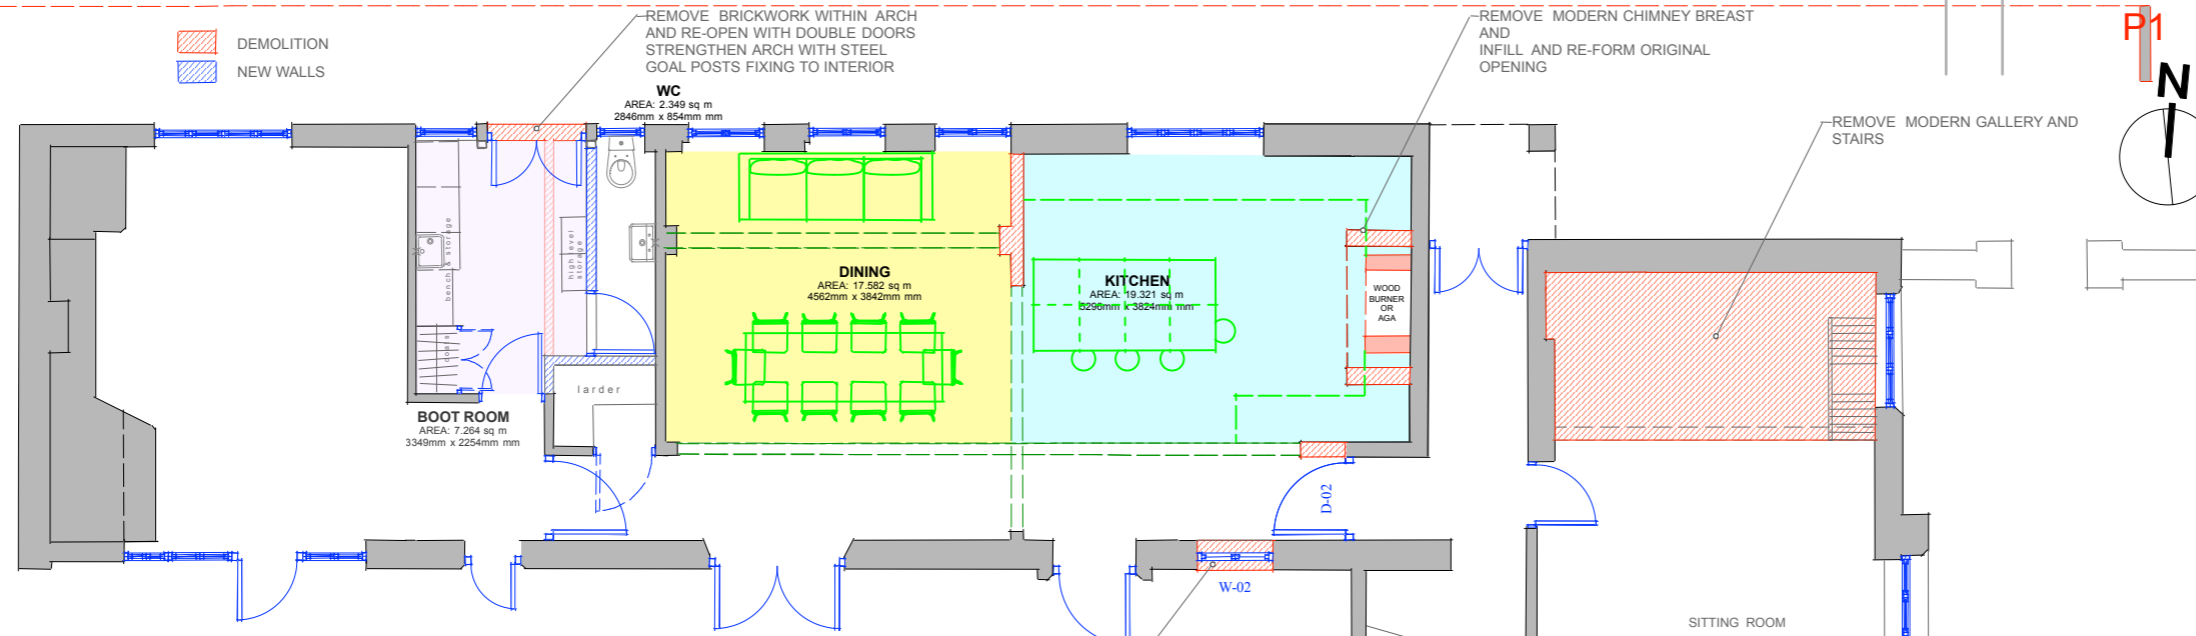 REMOVE BRICKWORK WITHIN ARCH
AND RE-OPEN WITH DOUBLE DOORS
STRENGTHEN ARCH WITH STEEL
GOAL POSTS FIXING TO INTERIOR
REMOVE MODERN CHIMNEY BREAST
AND
INFILL AND RE-FORM ORIGINAL
OPENING
P1
DEMOLITION
NEW WALLS
N
WC
AREA: 2.349 sq m
2846mm x 854mm mm
REMOVE MODERN GALLERY AND
STAIRS
bench & storage
high level
storage
coats
DINING
AREA: 17.582 sq m
4562mm x 3842mm mm
KITCHEN
AREA: 19.321 sq m
5296mm x 3824mm mm
WOOD
BURNER
OR
AGA
larder
BOOT ROOM
AREA: 7.264 sq m
3349mm x 2254mm mm
D-02
W-02
SITTING ROOM